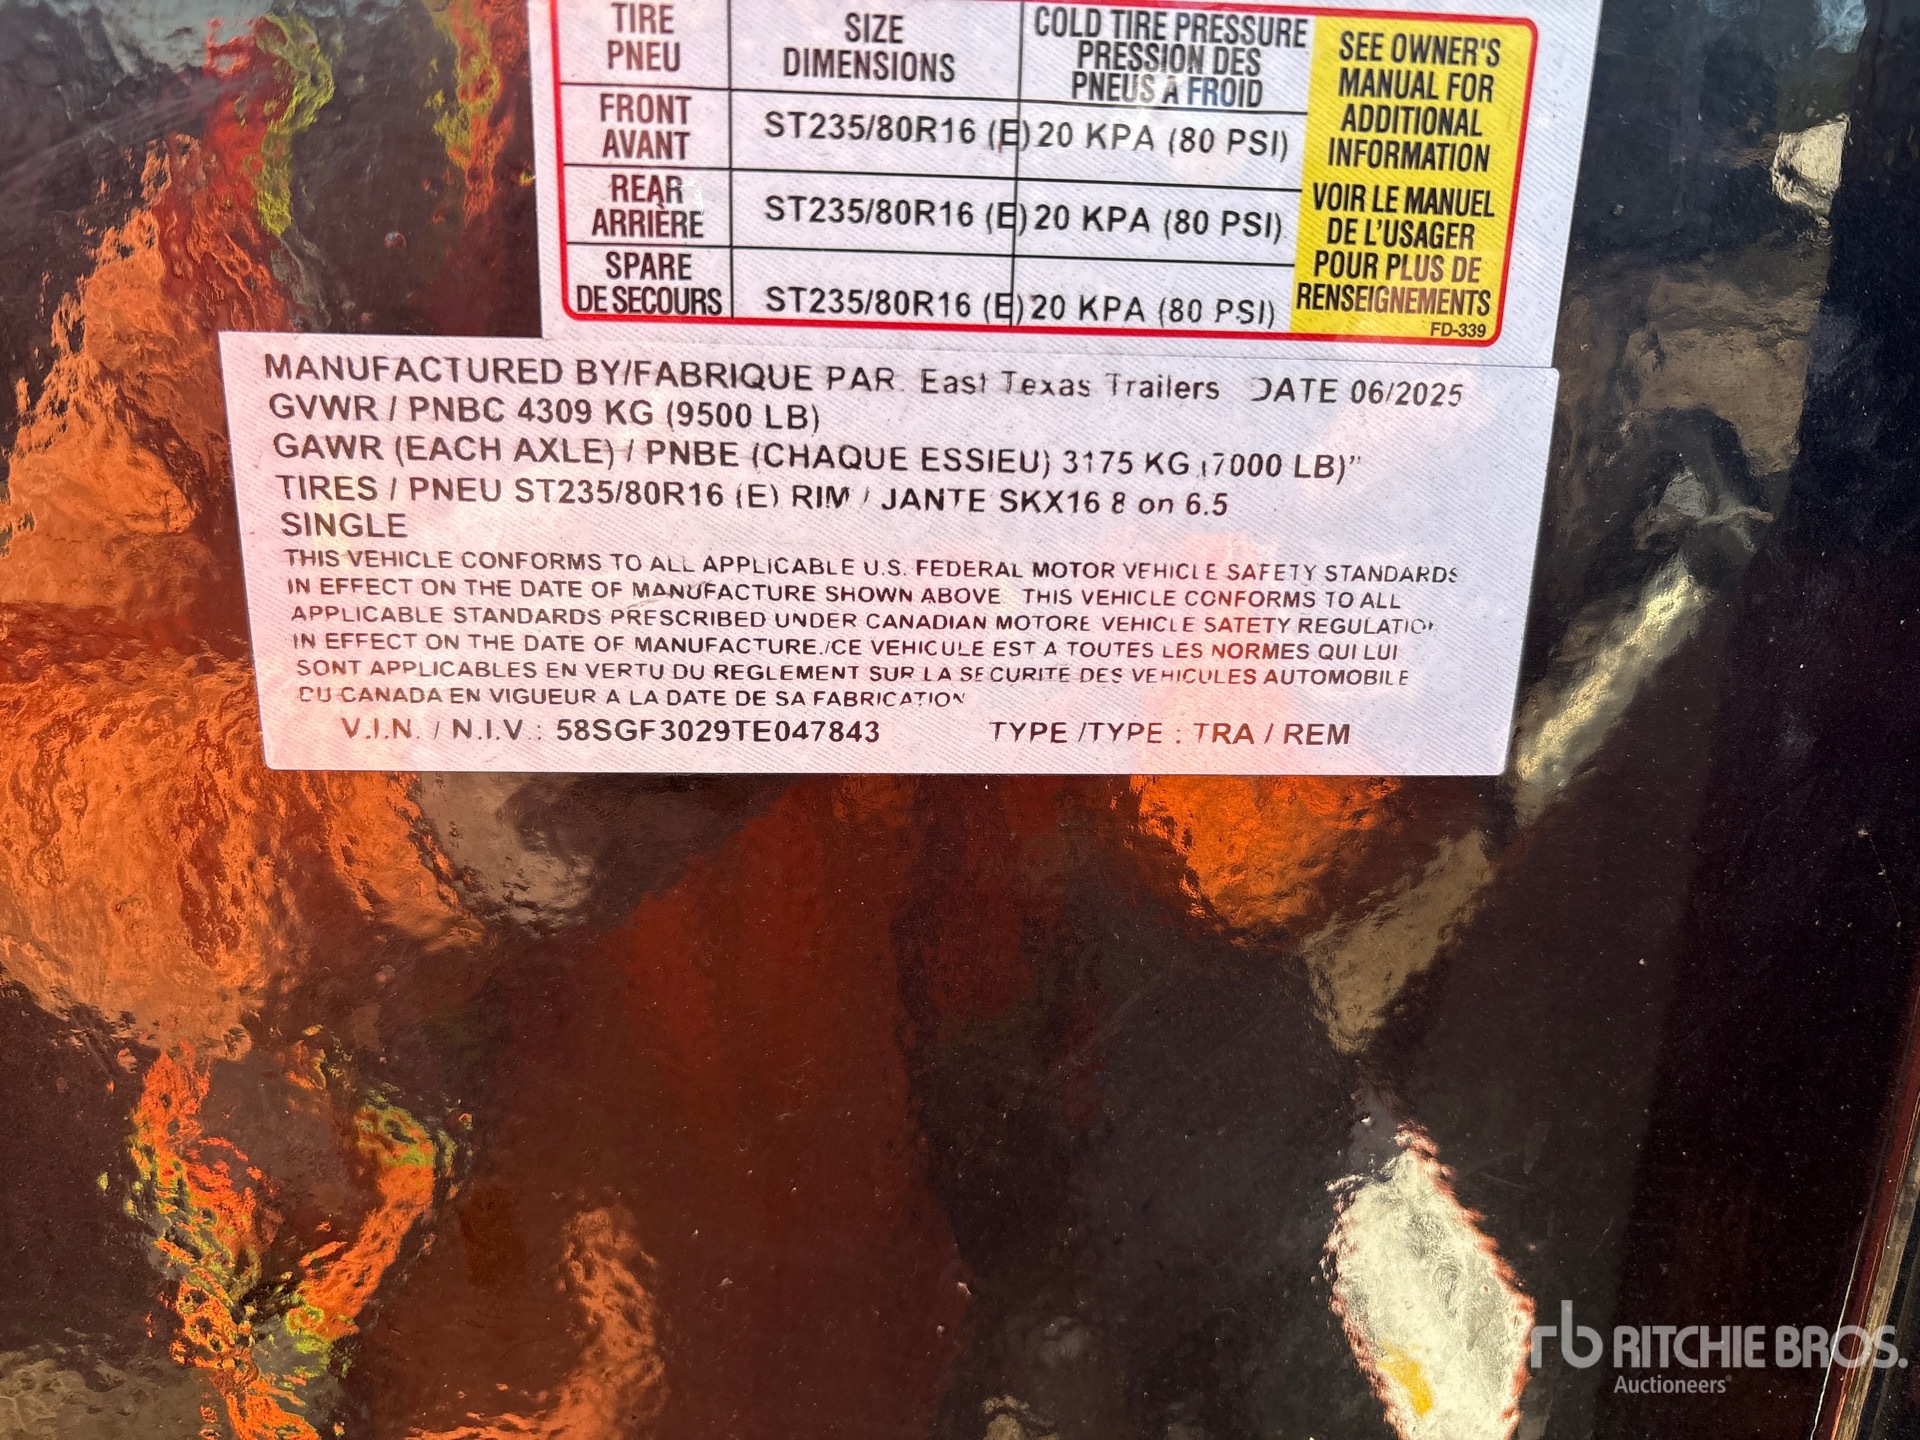 TIRE
PNEU
SIZE
DIMENSIONS
COLD TIRE PRESSURE
PRESSION DES
PNEUS A FROID
SEE OWNER'S
MANUAL FOR
ADDITIONAL
INFORMATION
VOIR LE MANUEL
DE L'USAGER
POUR PLUS DE
RENSEIGNEMENTS
FD-339
FRONT
AVANT
ST235/80R16 (E) 20 KPA (80 PSI)
REAR
ARRIÈRE
ST235/80R16 (E) 20 KPA (80 PSI)
SPARE
DE SECOURS
ST235/80R16 (E) 20 KPA (80 PSI)
MANUFACTURED BY/FABRIQUE PAR. East Texas Trailers DATE 06/2025
GVWR / PNBC 4309 KG (9500 LB)
GAWR (EACH AXLE) / PNBE (CHAQUE ESSIEU) 3175 KG (7000 LB)"
TIRES / PNEU ST235/80R16 (E) RIM / JANTE SKX16 8 on 6.5
SINGLE
THIS VEHICLE CONFORMS TO ALL APPLICABLE U.S. FEDERAL MOTOR VEHICLE SAFETY STANDARDS
IN EFFECT ON THE DATE OF MANUFACTURE SHOWN ABOVE THIS VEHICLE CONFORMS TO ALL
APPLICABLE STANDARDS PRESCRIBED UNDER CANADIAN MOTORE VEHICLE SATETY REGULATION
IN EFFECT ON THE DATE OF MANUFACTURE./CE VEHICULE EST A TOUTES LES NORMES QUI LUI
SONT APPLICABLES EN VERTU DU REGLEMENT SUR LA SECURITE DES VEHICULES AUTOMOBILE
DU CANADA EN VIGUEUR A LA DATE DE SA FABRICATION
V.I.N. / N.I.V.: 58SGF3029TE047843 TYPE /TYPE : TRA / REM
rb RITCHIE BROS.
Auctioneers